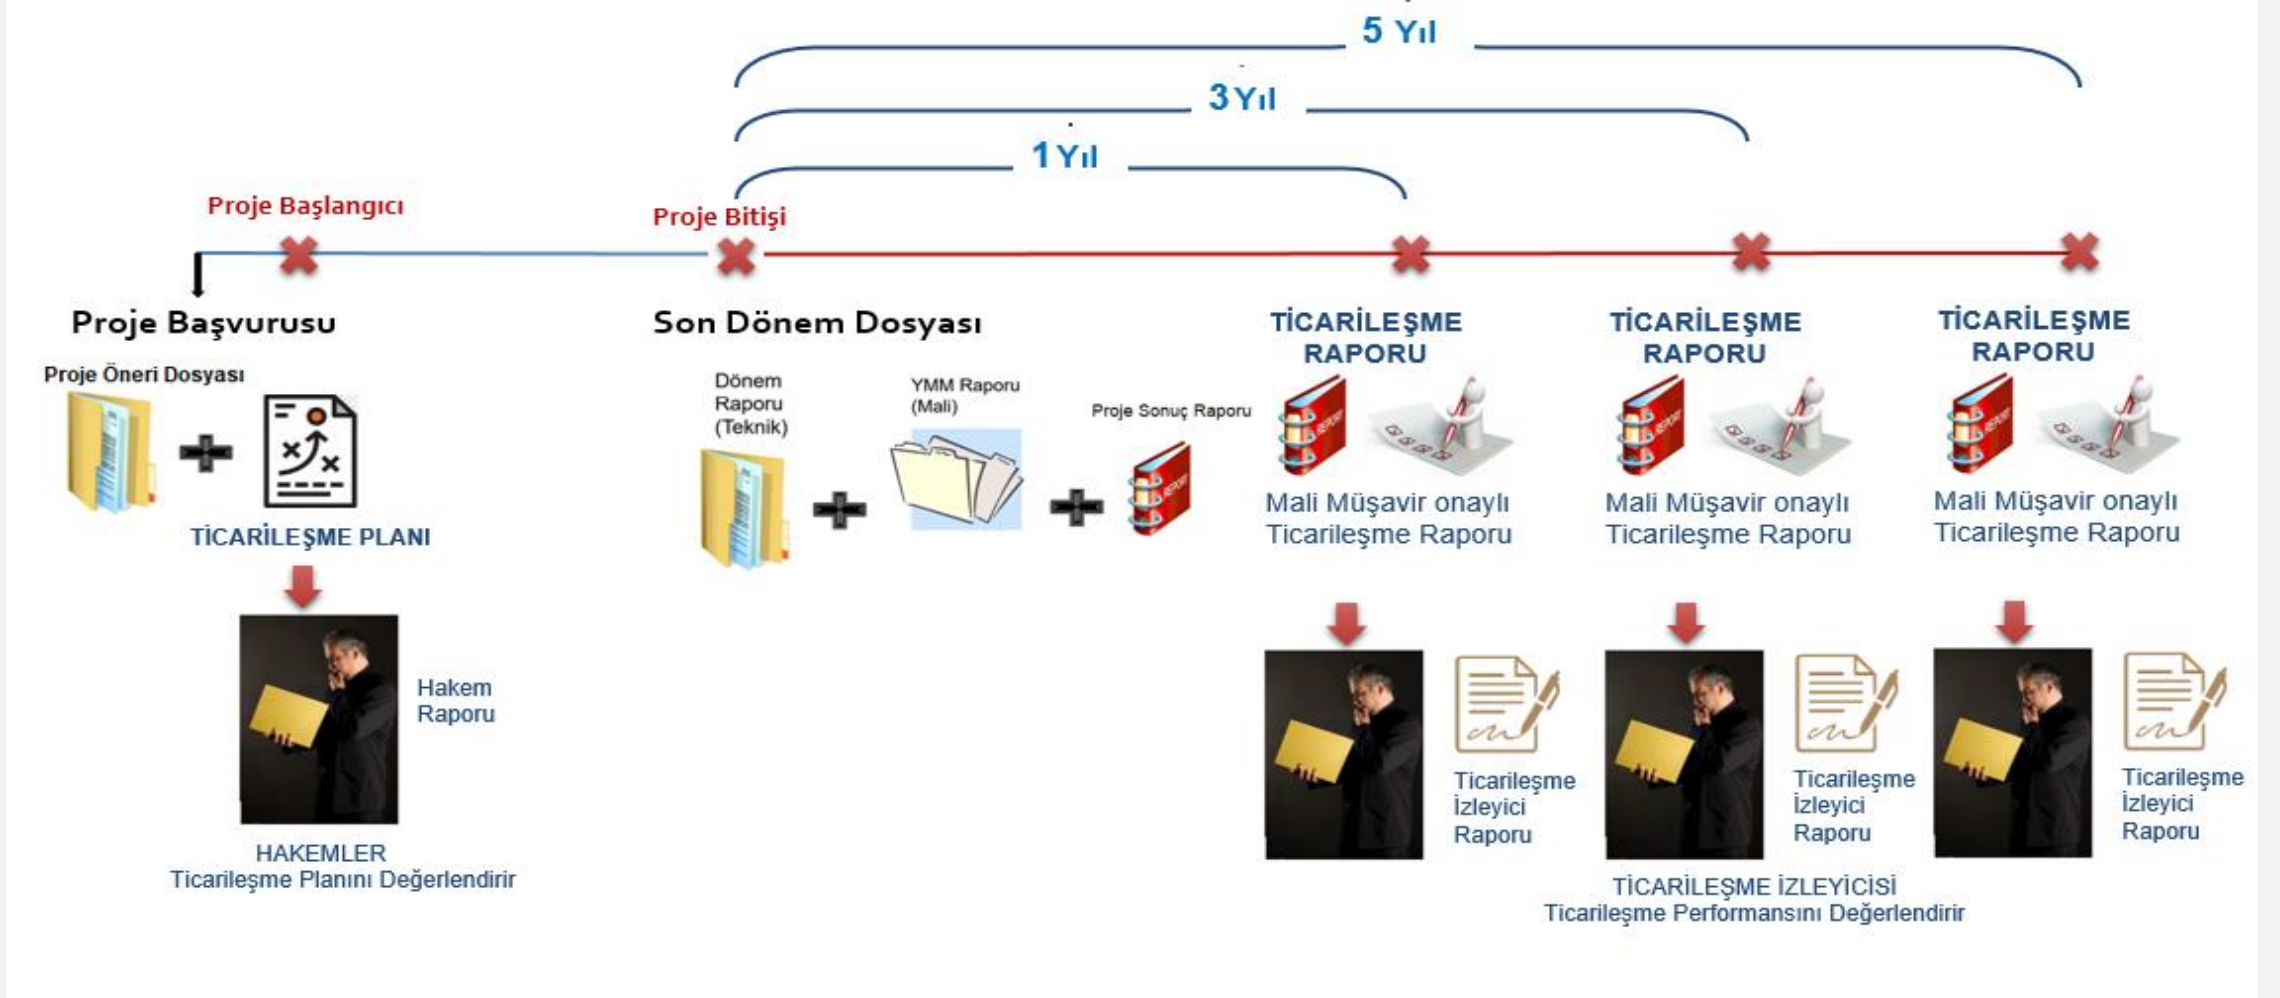 5 Yıl
3 Yıl
1 Yıl
Proje Başlangıcı
Proje Bitişi
Proje Başvurusu
Proje Öneri Dosyası
TİCARİLEŞME PLANI
Hakem
Raporu
HAKEMLER
Ticarileşme Planını Değerlendirir
Son Dönem Dosyası
Dönem
Raporu
(Teknik)
YMM Raporu
(Mali)
Proje Sonuç Raporu
REPORT
TİCARİLEŞME
RAPORU
REPORT
Mali Müşavir onaylı
Ticarileşme Raporu
Ticarileşme
İzleyici
Raporu
TİCARİLEŞME
RAPORU
REPORT
Mali Müşavir onaylı
Ticarileşme Raporu
Ticarileşme
İzleyici
Raporu
TİCARİLEŞME
RAPORU
REPORT
Mali Müşavir onaylı
Ticarileşme Raporu
Ticarileşme
İzleyici
Raporu
TİCARİLEŞME İZLEYİCİSİ
Ticarileşme Performansını Değerlendirir